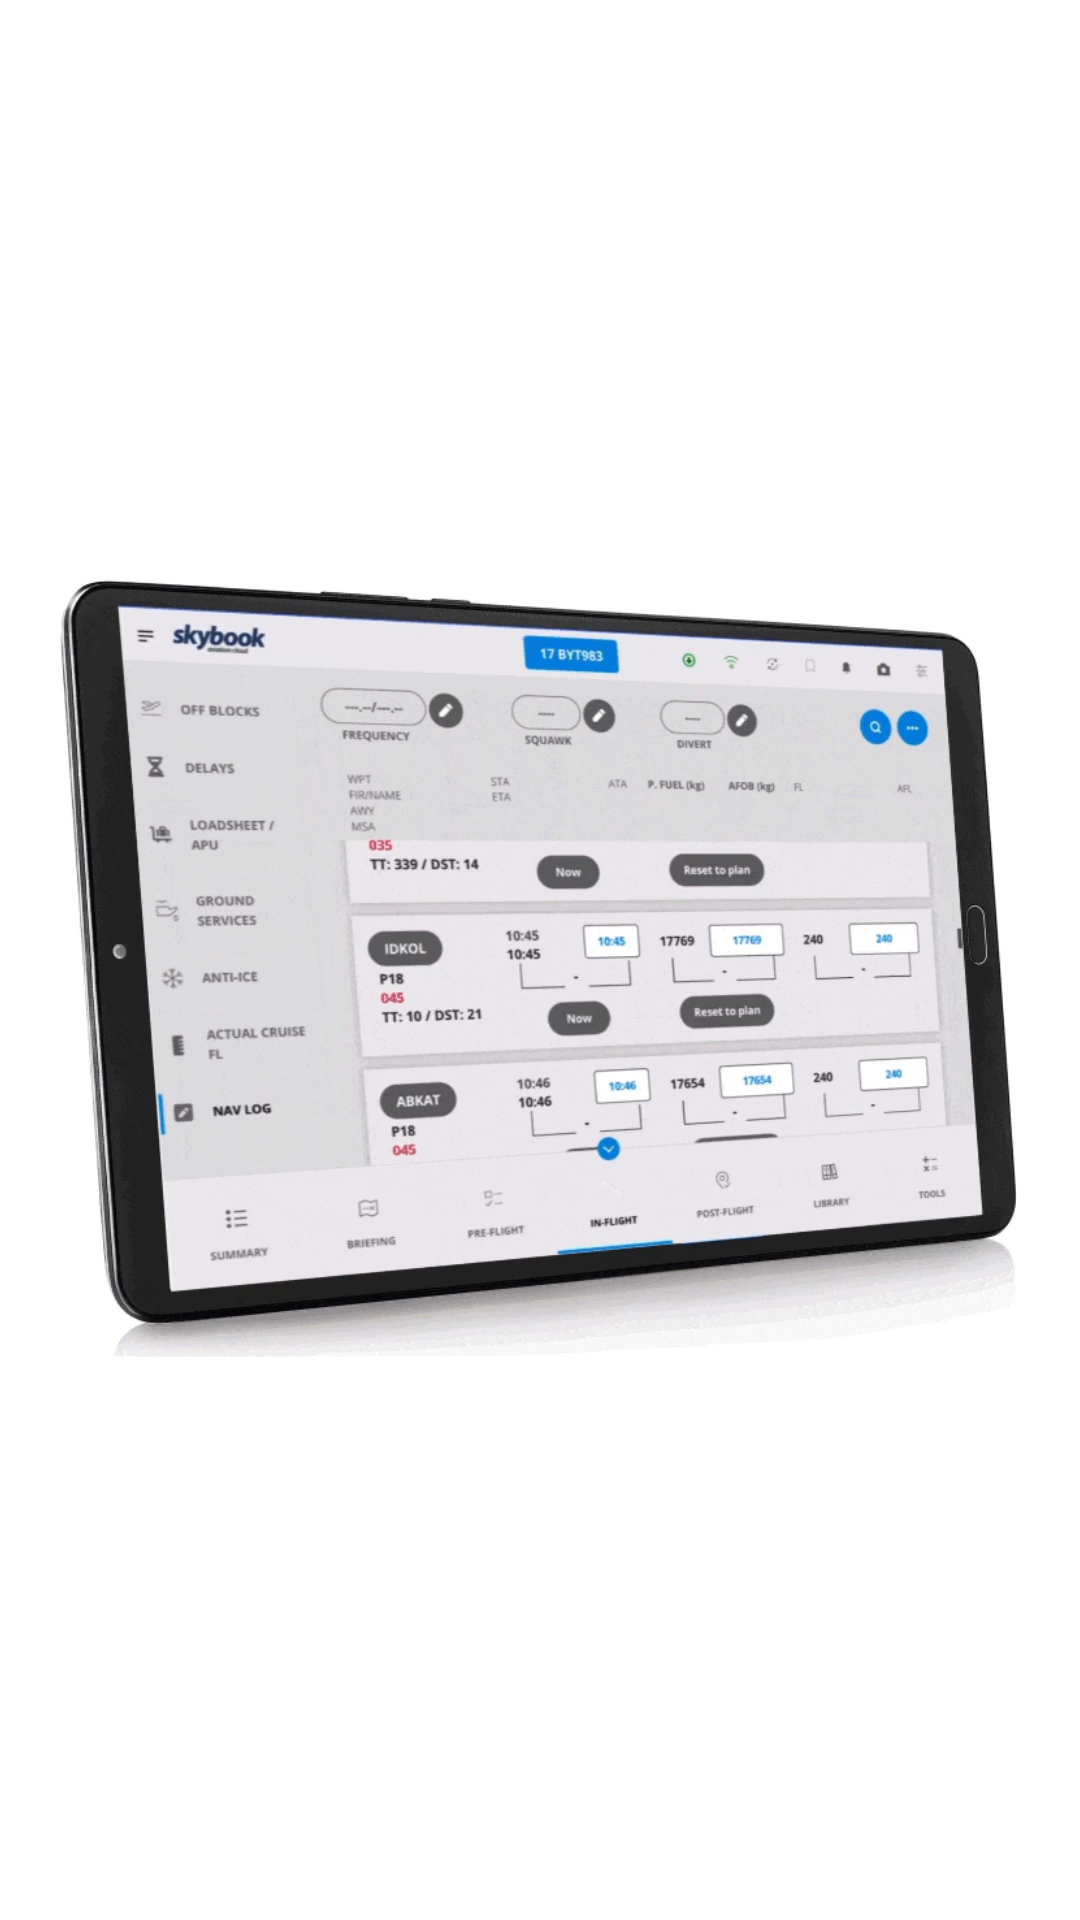 skybook
aviation cloud
17 BYT983
OFF BLOCKS
DELAYS
LOADSHEET /
APU
GROUND
SERVICES
ANTI-ICE
ACTUAL CRUISE
FL
NAV LOG
---.--/---.--
FREQUENCY
----
SQUAWK
----
DIVERT
WPT
FIR/NAME
AWY
MSA
STA
ETA
ATA
P. FUEL (kg)
AFOB (kg)
FL
AFL
035
TT: 339 / DST: 14
Now
Reset to plan
IDKOL
P18
045
TT: 10 / DST: 21
10:45
10:45
10:45
17769
17769
240
240
-
-
-
Now
Reset to plan
ABKAT
P18
045
10:46
10:46
10:46
17654
17654
240
240
-
-
-
SUMMARY
BRIEFING
PRE-FLIGHT
IN-FLIGHT
POST-FLIGHT
LIBRARY
TOOLS